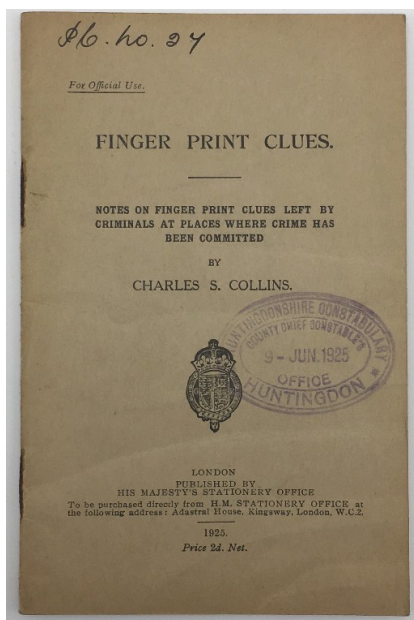 P.C. no. 27
For Official Use.
FINGER PRINT CLUES.
NOTES ON FINGER PRINT CLUES LEFT BY
CRIMINALS AT PLACES WHERE CRIME HAS
BEEN COMMITTED
BY
CHARLES S. COLLINS.
HUNTINGDONSHIRE CONSTABULARY
COUNTY CHIEF CONSTABLE'S
9 - JUN. 1925
OFFICE
HUNTINGDON
LONDON
PUBLISHED BY
HIS MAJESTY'S STATIONERY OFFICE
To be purchased directly from H.M. STATIONERY OFFICE at
the following address: Adastral House, Kingsway, London, W.C.2.
1925.
Price 2d. Net.